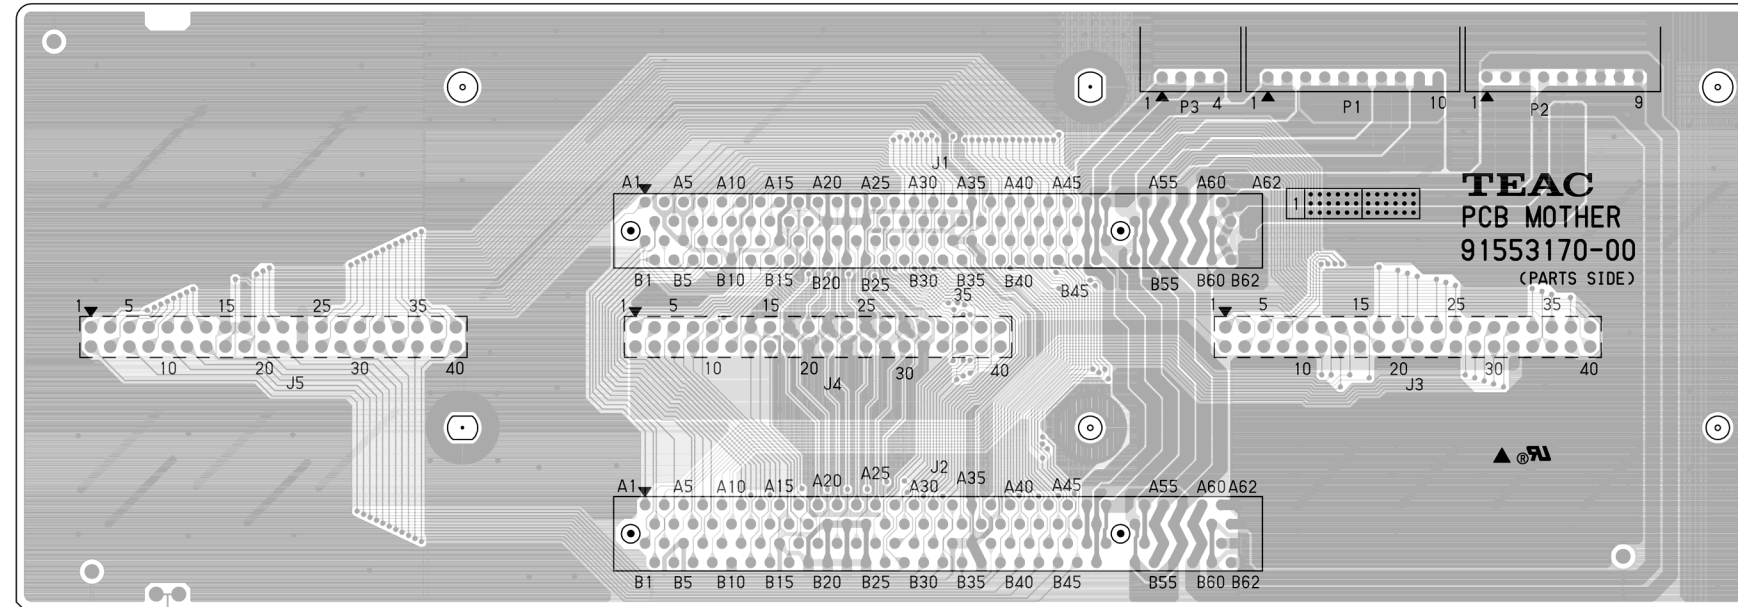 1 P3 4 1 P1 10 1 P2 9
J1
A1 A5 A10 A15 A20 A25 A30 A35 A40 A45 A55 A60 A62
1
TEAC
PCB MOTHER
91553170-00
(PARTS SIDE)
B1 B5 B10 B15 B20 B25 B30 B35 B40 B45 B55 B60 B62
1 5 15 25 35
10 20 30 40
J5
1 5 15 25 35
10 20 30 40
J4
1 5 15 25 35
10 20 30 40
J3
® RU
J2
A1 A5 A10 A15 A20 A25 A30 A35 A40 A45 A55 A60 A62
B1 B5 B10 B15 B20 B25 B30 B35 B40 B45 B55 B60 B62